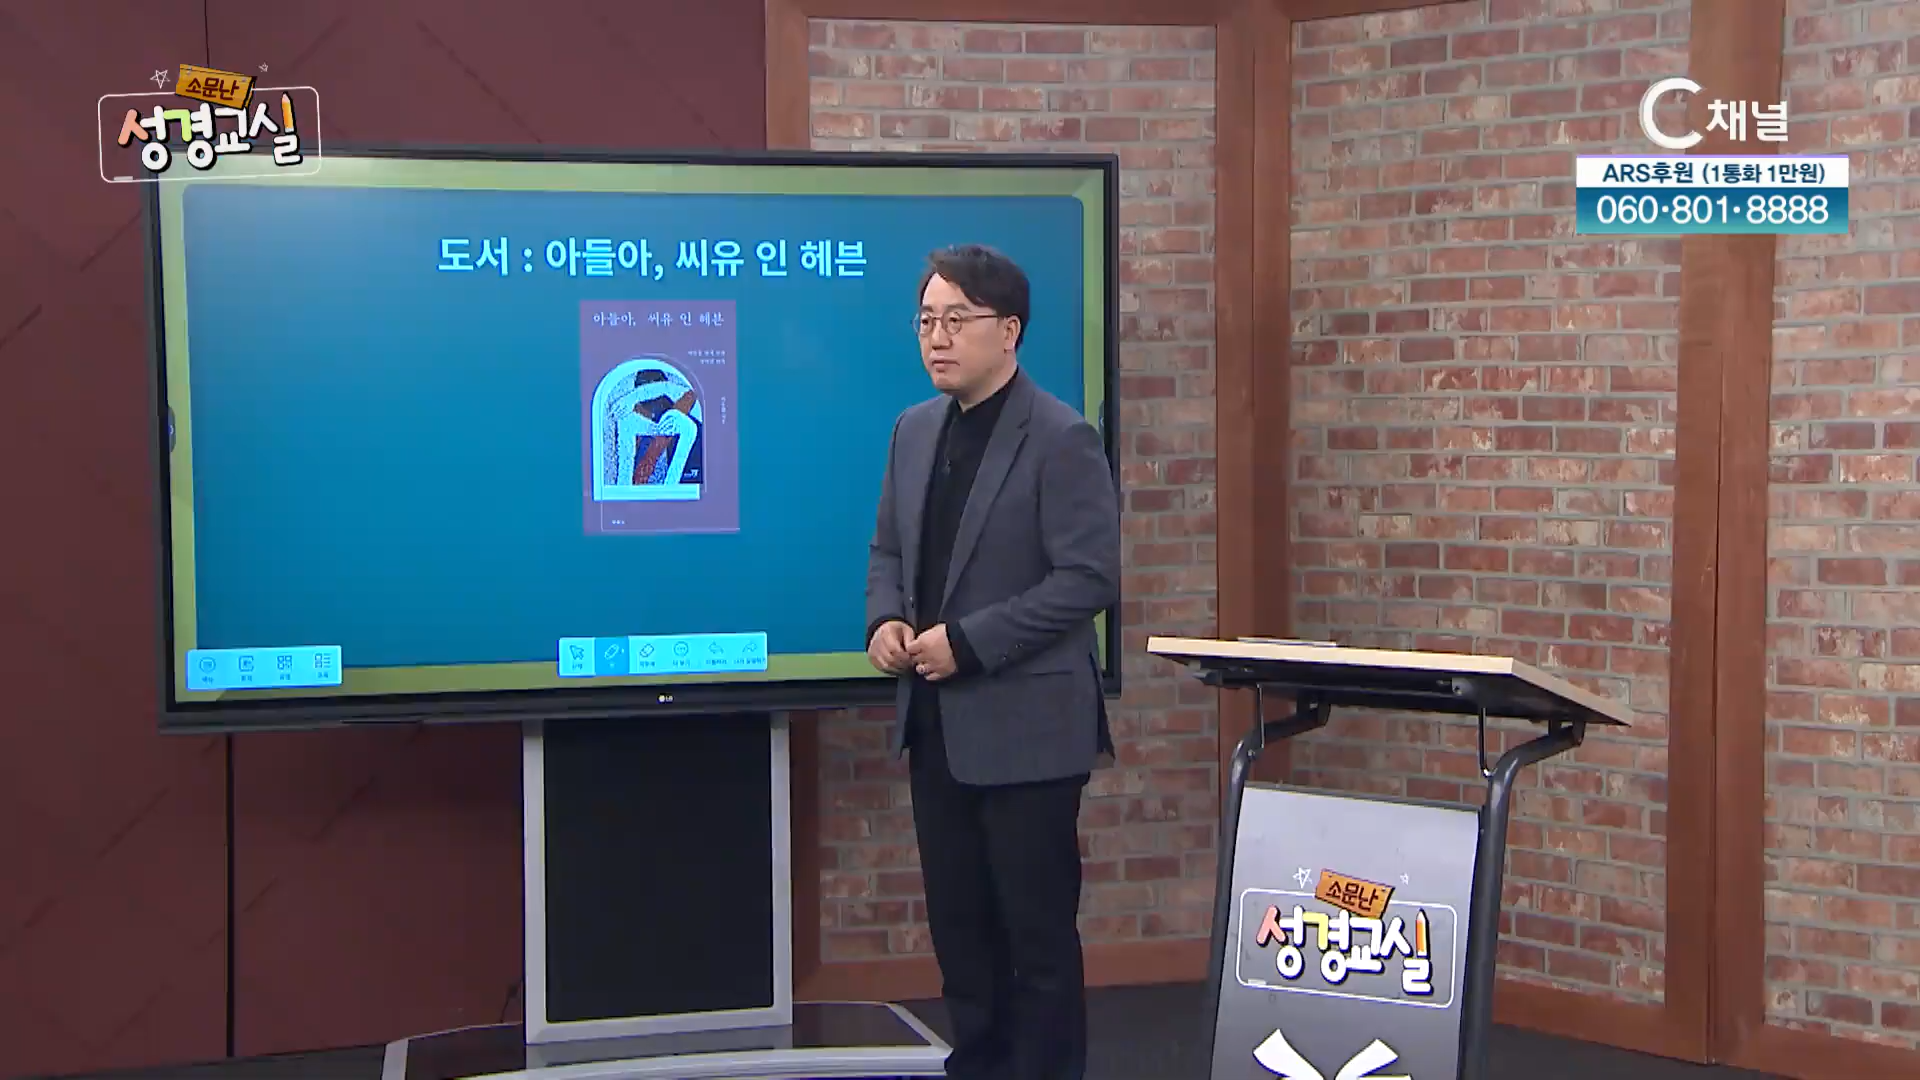 소문난
성경교실
C채널
ARS후원 (1통화 1만원)
060·801·8888
도서 : 아들아, 씨유 인 헤븐
아들아, 씨유 인 헤븐
LG
소문난
성경교실